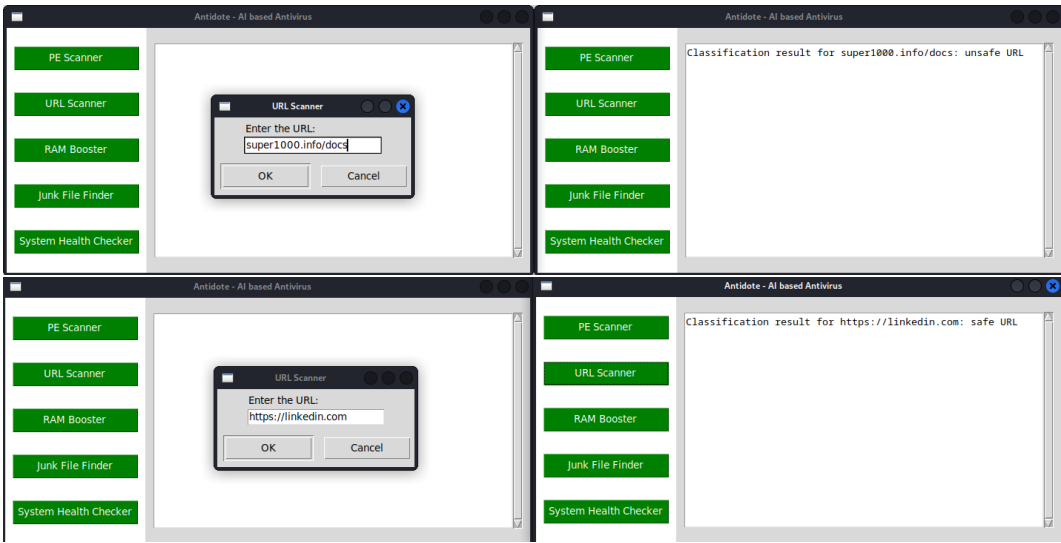 Antidote - AI based Antivirus
PE Scanner
URL Scanner
RAM Booster
Junk File Finder
System Health Checker
URL Scanner
Enter the URL:
super1000.info/docs
OK Cancel
Antidote - AI based Antivirus
PE Scanner
URL Scanner
RAM Booster
Junk File Finder
System Health Checker
Classification result for super1000.info/docs: unsafe URL
Antidote - AI based Antivirus
PE Scanner
URL Scanner
RAM Booster
Junk File Finder
System Health Checker
URL Scanner
Enter the URL:
https://linkedin.com
OK Cancel
Antidote - AI based Antivirus
PE Scanner
URL Scanner
RAM Booster
Junk File Finder
System Health Checker
Classification result for https://linkedin.com: safe URL